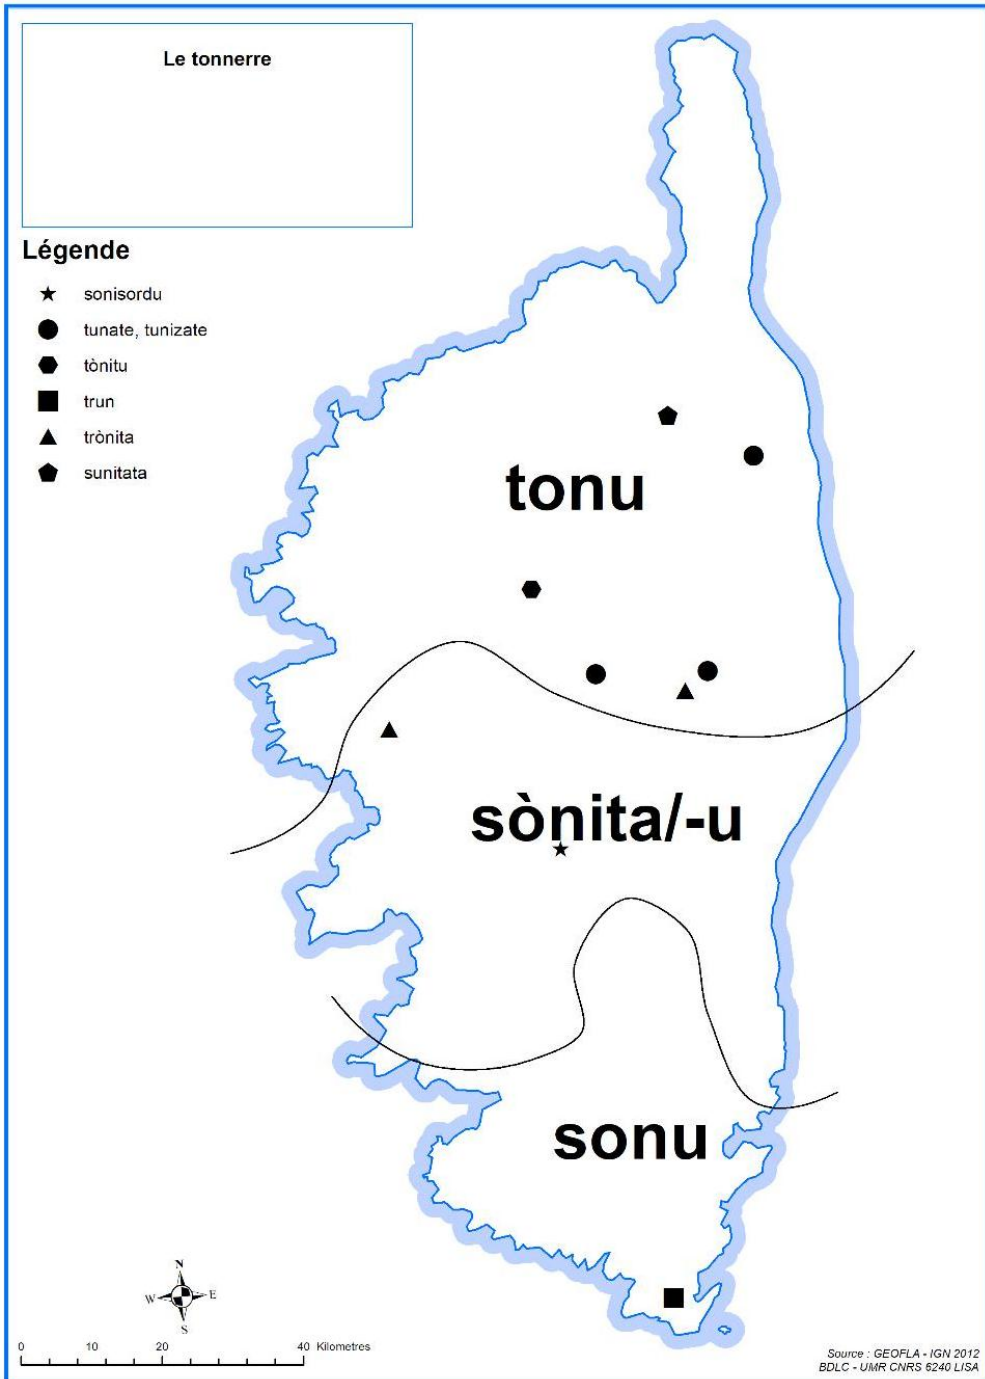 Le tonnerre
Légende
sonisordu
tunate, tunizate
tònitu
trun
trònita
sunitata
tonu
sònita/-u
sonu
N
W E
S
0 10 20 40 Kilometres
Source : GEOFLA - IGN 2012
BDLC - UMR CNRS 6240 LISA